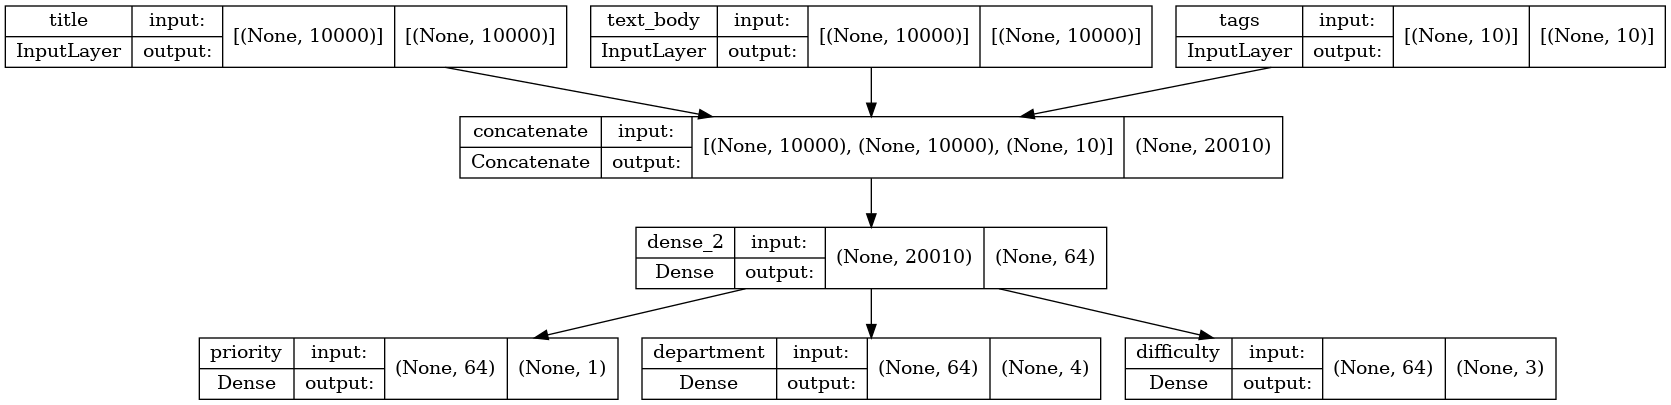 title input: [(None, 10000)] [(None, 10000)]
InputLayer output:
text_body input: [(None, 10000)] [(None, 10000)]
InputLayer output:
tags input: [(None, 10)] [(None, 10)]
InputLayer output:
concatenate input: [(None, 10000), (None, 10000), (None, 10)] (None, 20010)
Concatenate output:
dense_2 input: (None, 20010) (None, 64)
Dense output:
priority input: (None, 64) (None, 1)
Dense output:
department input: (None, 64) (None, 4)
Dense output:
difficulty input: (None, 64) (None, 3)
Dense output: